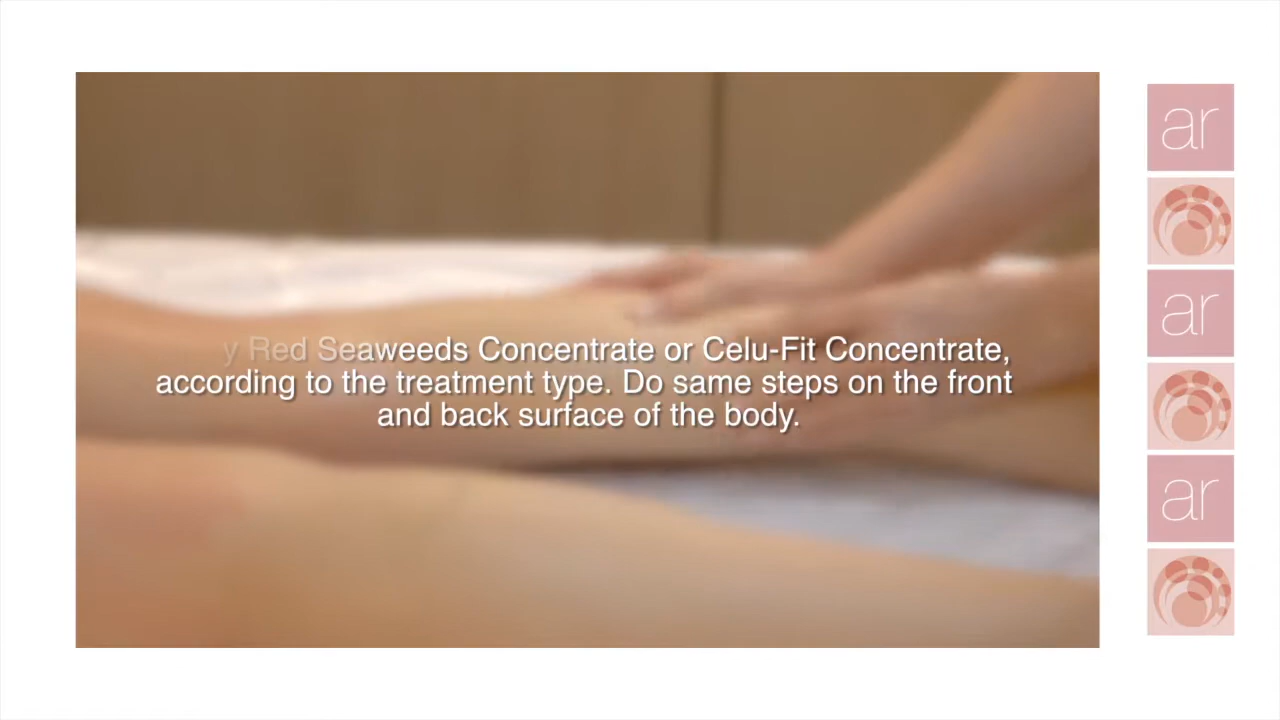 y Red Seaweeds Concentrate or Celu-Fit Concentrate,
according to the treatment type. Do same steps on the front
and back surface of the body.
ar
ar
ar